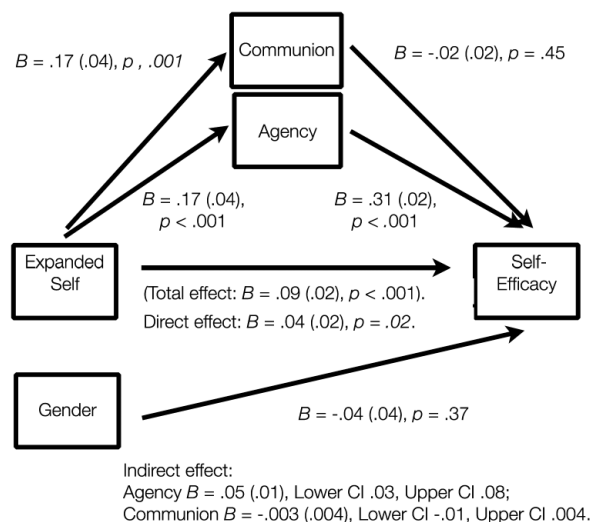 Communion
B = .17 (.04), p , .001
B = -.02 (.02), p = .45
Agency
B = .17 (.04),
p < .001
B = .31 (.02),
p < .001
Expanded
Self
Self-
Efficacy
(Total effect: B = .09 (.02), p < .001).
Direct effect: B = .04 (.02), p = .02.
Gender
B = -.04 (.04), p = .37
Indirect effect:
Agency B = .05 (.01), Lower CI .03, Upper CI .08;
Communion B = -.003 (.004), Lower CI -.01, Upper CI .004.